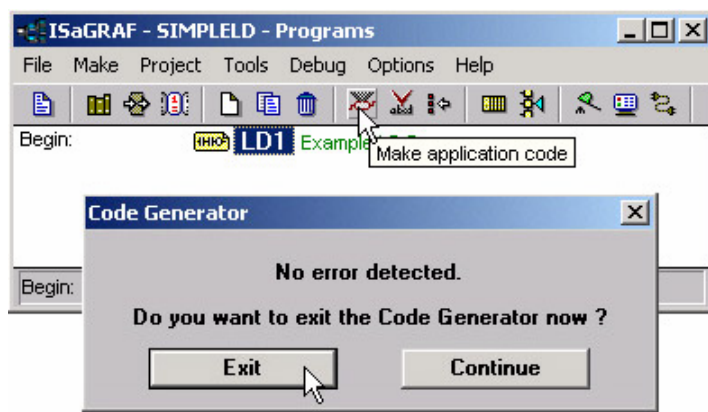 ISaGRAF - SIMPLELD - Programs
File Make Project Tools Debug Options Help
Begin: LD1
Make application code
Code Generator
No error detected.
Begin:
Do you want to exit the Code Generator now ?
Exit Continue